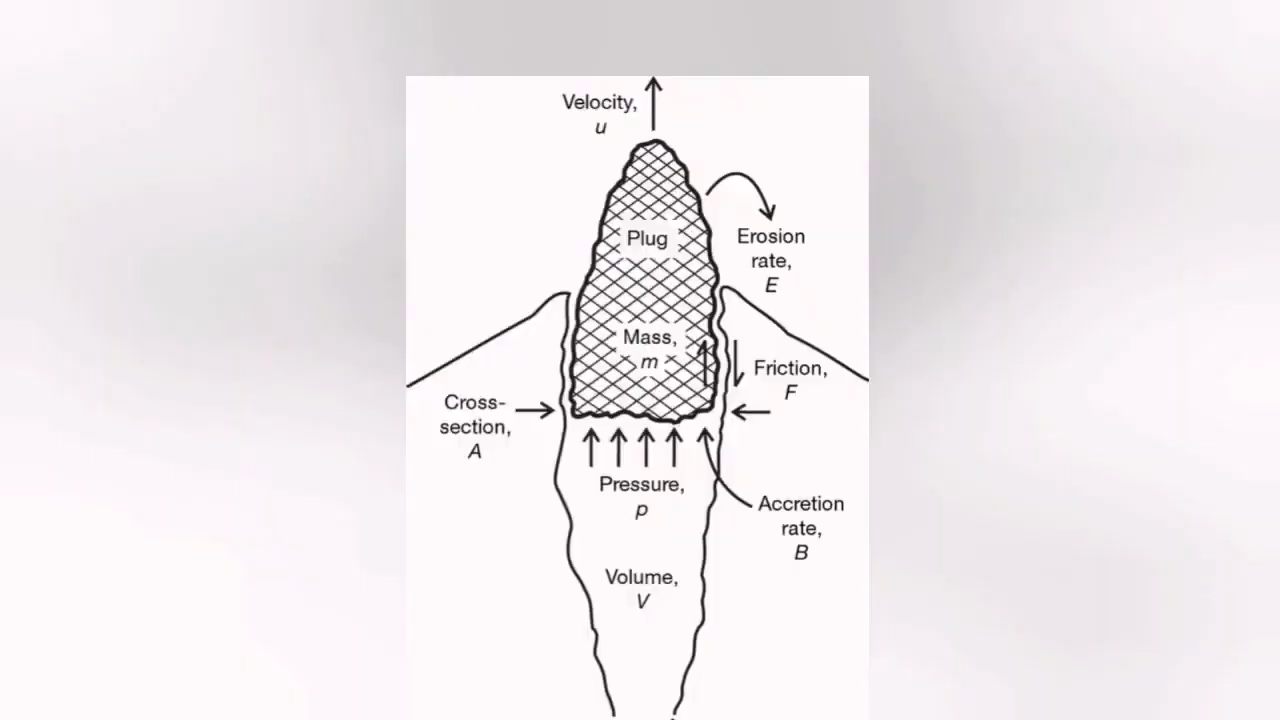 Velocity,
u
Plug
Erosion
rate,
E
Mass,
m
Friction,
F
Cross-
section,
A
Pressure,
p
Accretion
rate,
B
Volume,
V